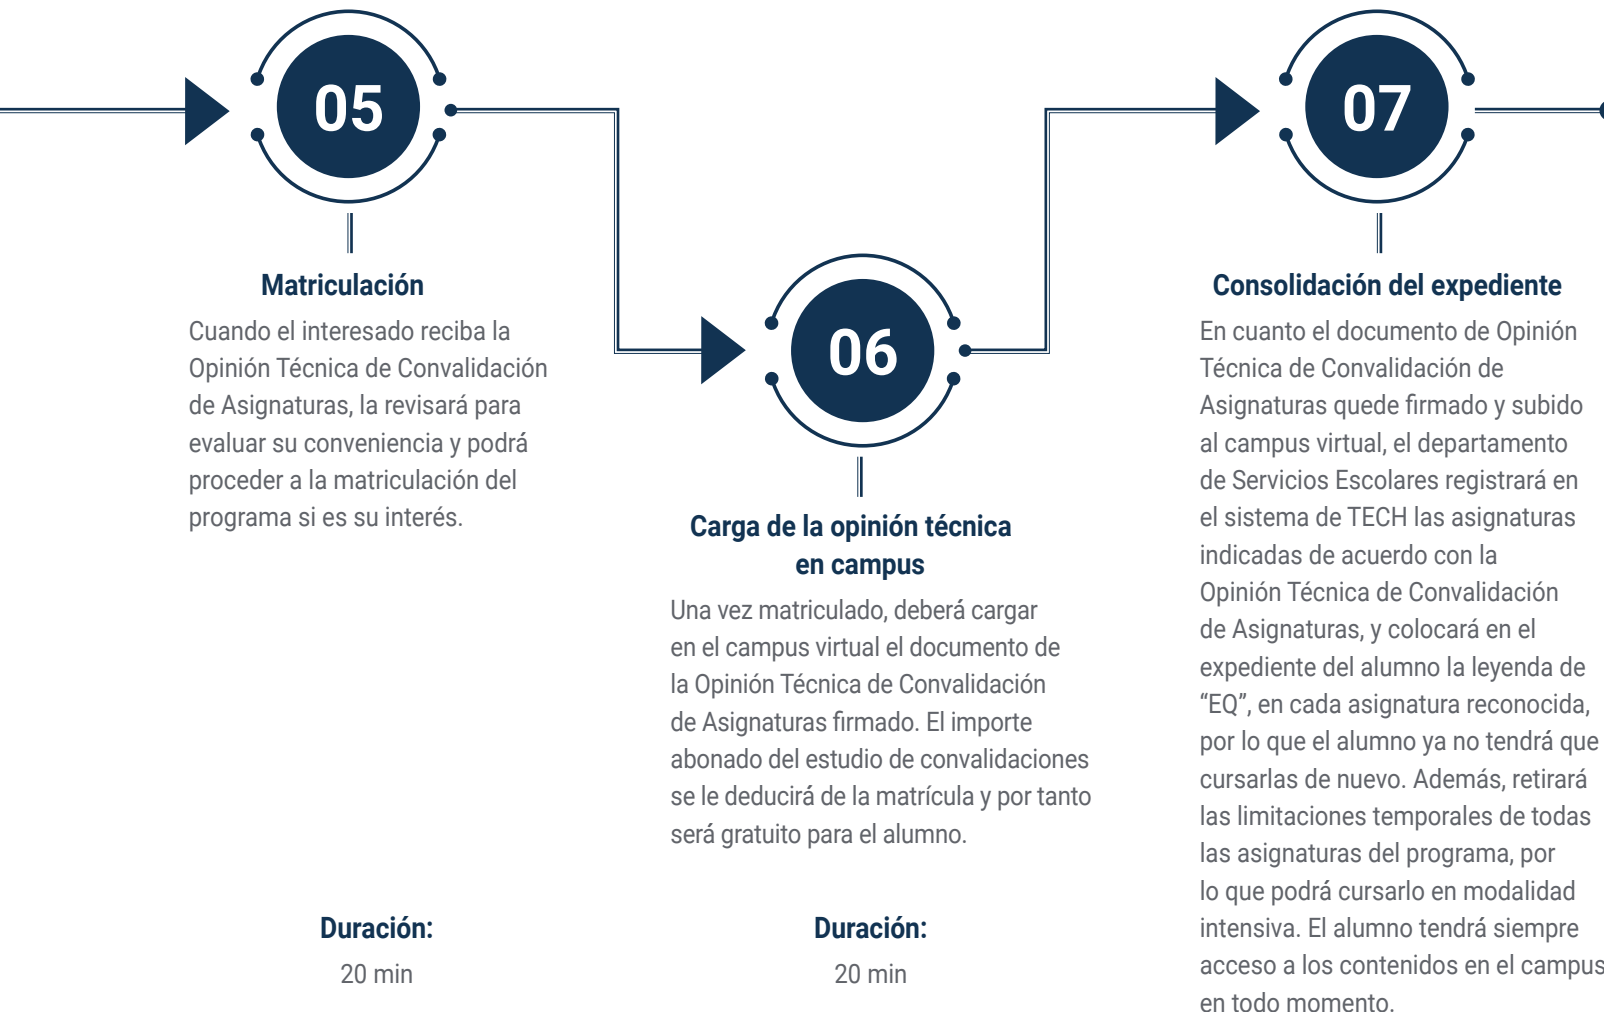 05
Matriculación
Cuando el interesado reciba la
Opinión Técnica de Convalidación
de Asignaturas, la revisará para
evaluar su conveniencia y podrá
proceder a la matriculación del
programa si es su interés.
Duración:
20 min
06
Carga de la opinión técnica
en campus
Una vez matriculado, deberá cargar
en el campus virtual el documento de
la Opinión Técnica de Convalidación
de Asignaturas firmado. El importe
abonado del estudio de convalidaciones
se le deducirá de la matrícula y por tanto
será gratuito para el alumno.
Duración:
20 min
07
Consolidación del expediente
En cuanto el documento de Opinión
Técnica de Convalidación de
Asignaturas quede firmado y subido
al campus virtual, el departamento
de Servicios Escolares registrará en
el sistema de TECH las asignaturas
indicadas de acuerdo con la
Opinión Técnica de Convalidación
de Asignaturas, y colocará en el
expediente del alumno la leyenda de
“EQ”, en cada asignatura reconocida,
por lo que el alumno ya no tendrá que
cursarlas de nuevo. Además, retirará
las limitaciones temporales de todas
las asignaturas del programa, por
lo que podrá cursarlo en modalidad
intensiva. El alumno tendrá siempre
acceso a los contenidos en el campus
en todo momento.